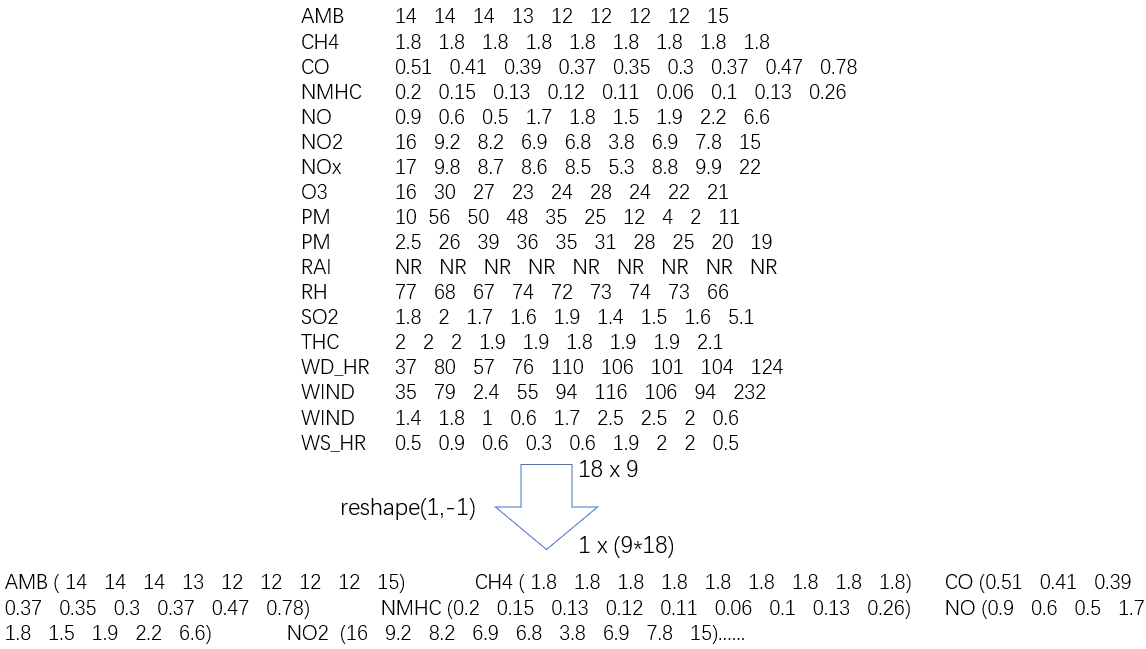 AMB 14 14 14 13 12 12 12 12 15
CH4 1.8 1.8 1.8 1.8 1.8 1.8 1.8 1.8 1.8
CO 0.51 0.41 0.39 0.37 0.35 0.3 0.37 0.47 0.78
NMHC 0.2 0.15 0.13 0.12 0.11 0.06 0.1 0.13 0.26
NO 0.9 0.6 0.5 1.7 1.8 1.5 1.9 2.2 6.6
NO2 16 9.2 8.2 6.9 6.8 3.8 6.9 7.8 15
NOx 17 9.8 8.7 8.6 8.5 5.3 8.8 9.9 22
O3 16 30 27 23 24 28 24 22 21
PM 10 56 50 48 35 25 12 4 2 11
PM 2.5 26 39 36 35 31 28 25 20 19
RAI NR NR NR NR NR NR NR NR NR
RH 77 68 67 74 72 73 74 73 66
SO2 1.8 2 1.7 1.6 1.9 1.4 1.5 1.6 5.1
THC 2 2 2 1.9 1.9 1.8 1.9 1.9 2.1
WD_HR 37 80 57 76 110 106 101 104 124
WIND 35 79 2.4 55 94 116 106 94 232
WIND 1.4 1.8 1 0.6 1.7 2.5 2.5 2 0.6
WS_HR 0.5 0.9 0.6 0.3 0.6 1.9 2 2 0.5
18 x 9
reshape(1,-1)
1 x (9*18)
AMB ( 14 14 14 13 12 12 12 12 15) CH4 ( 1.8 1.8 1.8 1.8 1.8 1.8 1.8 1.8 1.8) CO (0.51 0.41 0.39
0.37 0.35 0.3 0.37 0.47 0.78) NMHC (0.2 0.15 0.13 0.12 0.11 0.06 0.1 0.13 0.26) NO (0.9 0.6 0.5 1.7
1.8 1.5 1.9 2.2 6.6) NO2 (16 9.2 8.2 6.9 6.8 3.8 6.9 7.8 15)......